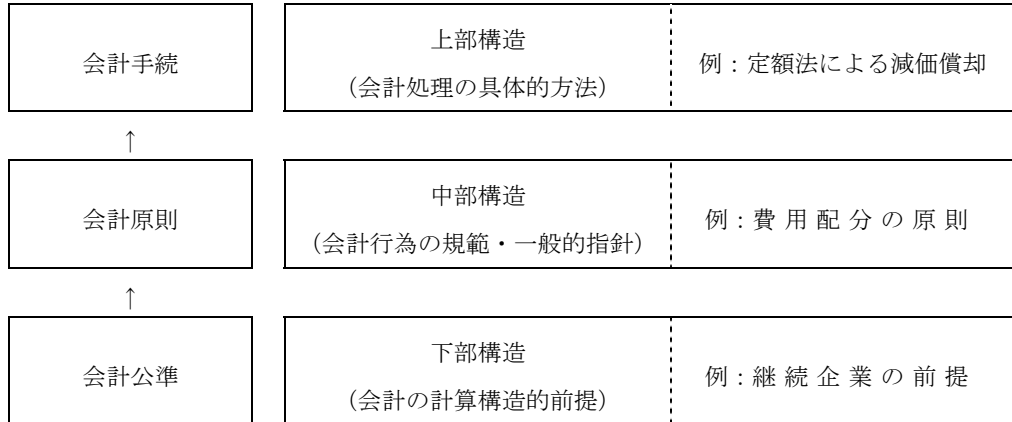 会計手続
上部構造
(会計処理の具体的方法)
例：定額法による減価償却
↑
会計原則
中部構造
(会計行為の規範・一般的指針)
例：費用配分の原則
↑
会計公準
下部構造
(会計の計算構造的前提)
例：継続企業の前提